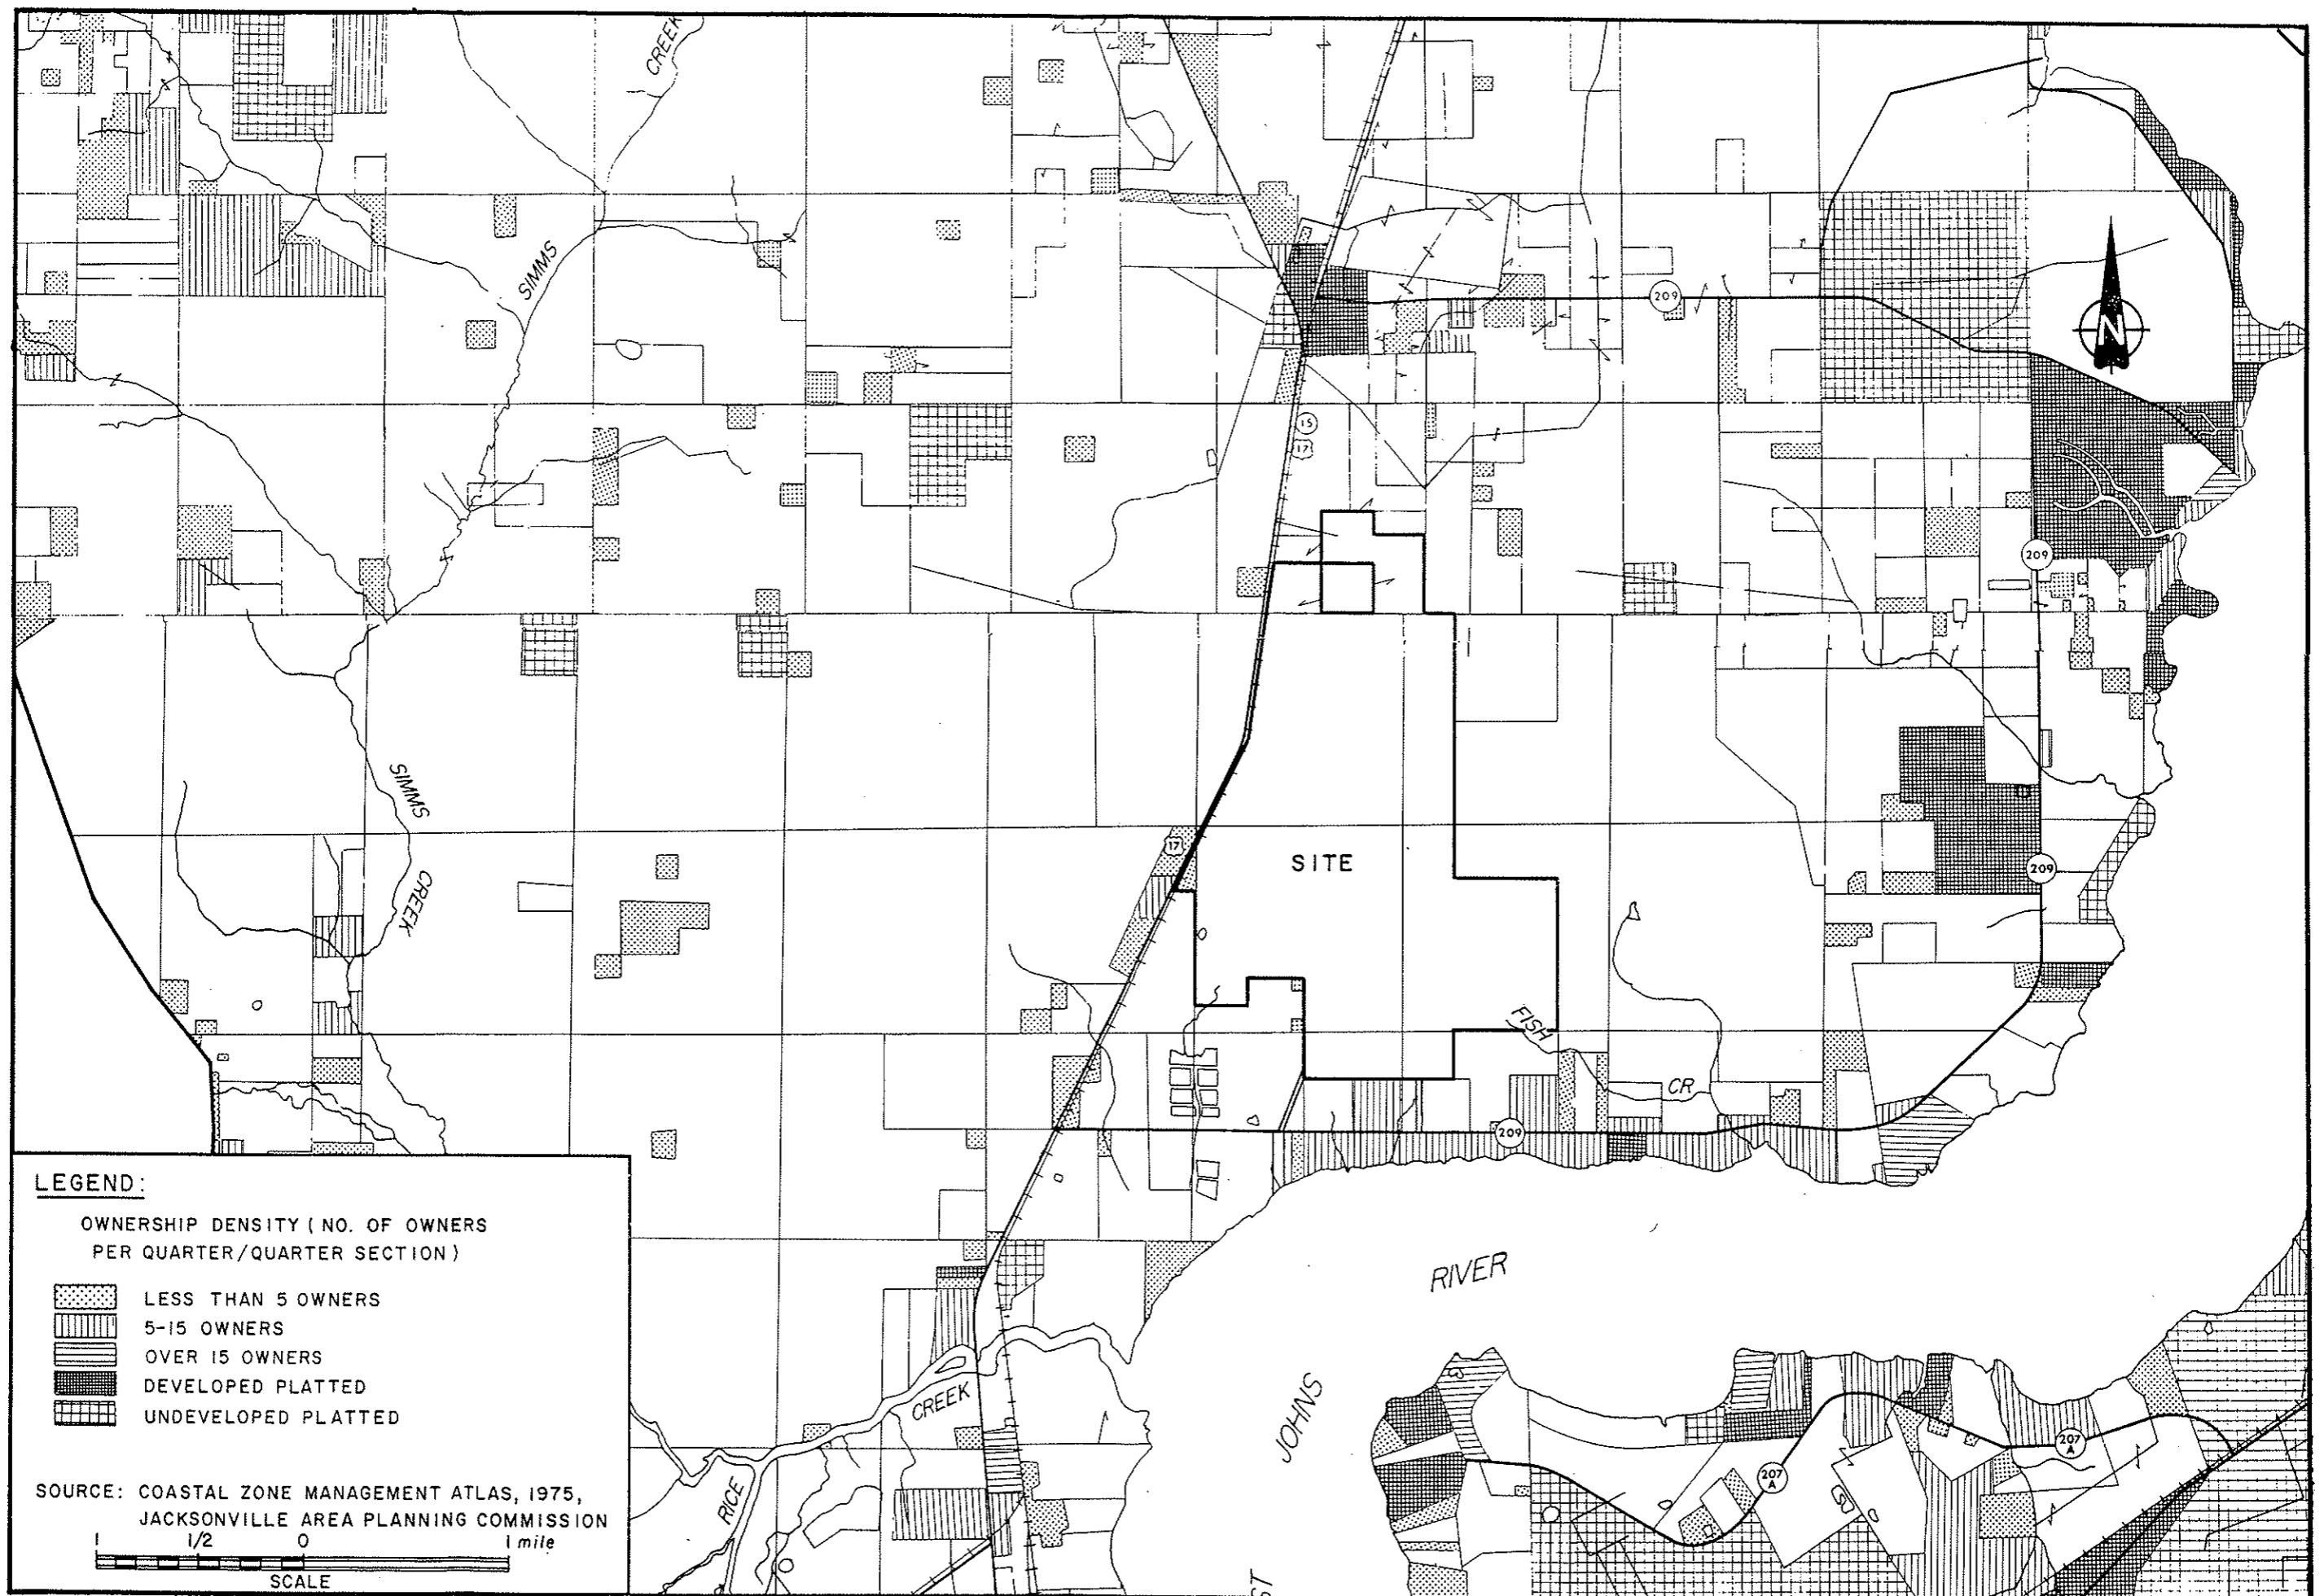 CREEK
SIMMS
N
209
15
17
209
SIMMS
CREEK
17
SITE
209
FISH
CR
209
RIVER
JOHNS
ST
CREEK
RICE
207
A
207
A
LEGEND:
OWNERSHIP DENSITY ( NO. OF OWNERS
PER QUARTER/QUARTER SECTION )
LESS THAN 5 OWNERS
5-15 OWNERS
OVER 15 OWNERS
DEVELOPED PLATTED
UNDEVELOPED PLATTED
SOURCE: COASTAL ZONE MANAGEMENT ATLAS, 1975,
JACKSONVILLE AREA PLANNING COMMISSION
1 1/2 0 1 mile
SCALE